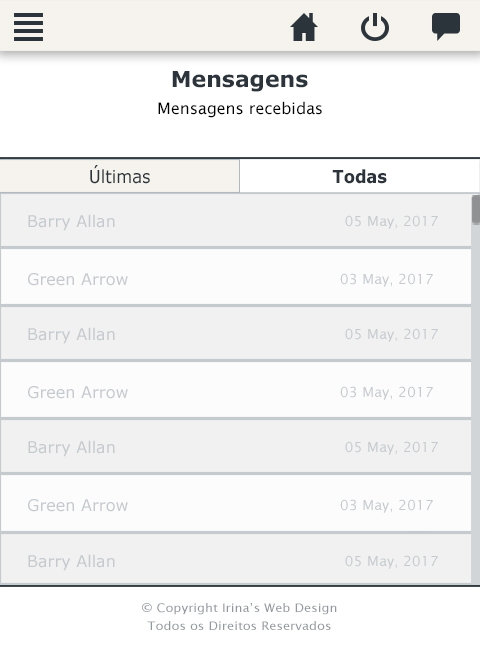 Mensagens
Mensagens recebidas
Últimas Todas
Barry Allan 05 May, 2017
Green Arrow 03 May, 2017
Barry Allan 05 May, 2017
Green Arrow 03 May, 2017
Barry Allan 05 May, 2017
Green Arrow 03 May, 2017
Barry Allan 05 May, 2017
© Copyright Irina's Web Design
Todos os Direitos Reservados